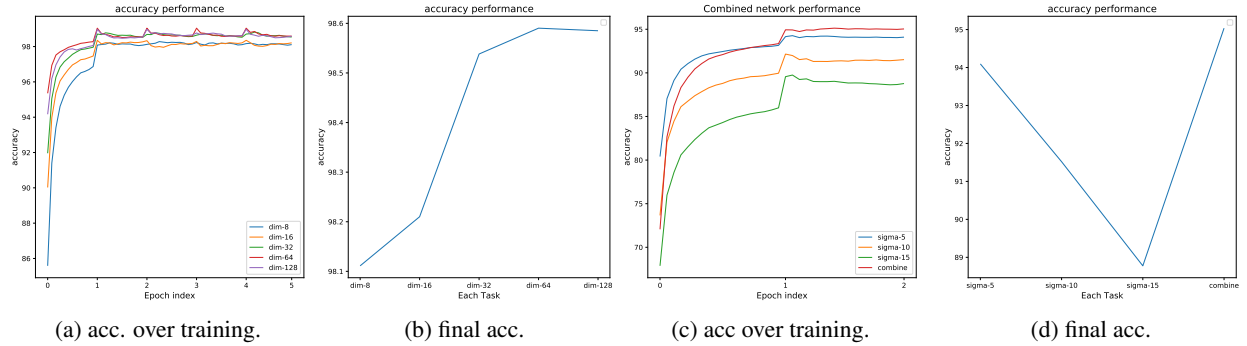 accuracy performance
98
96
94
92
90
88
86
accuracy
0
1
2
3
4
5
Epoch index
dim-8
dim-16
dim-32
dim-64
dim-128
(a) acc. over training.
accuracy performance
98.6
98.5
98.4
98.3
98.2
98.1
accuracy
dim-8
dim-16
dim-32
dim-64
dim-128
Each Task
(b) final acc.
Combined network performance
95
90
85
80
75
70
accuracy
0
1
2
Epoch index
sigma-5
sigma-10
sigma-15
combine
(c) acc over training.
accuracy performance
95
94
93
92
91
90
89
accuracy
sigma-5
sigma-10
sigma-15
combine
Each Task
(d) final acc.